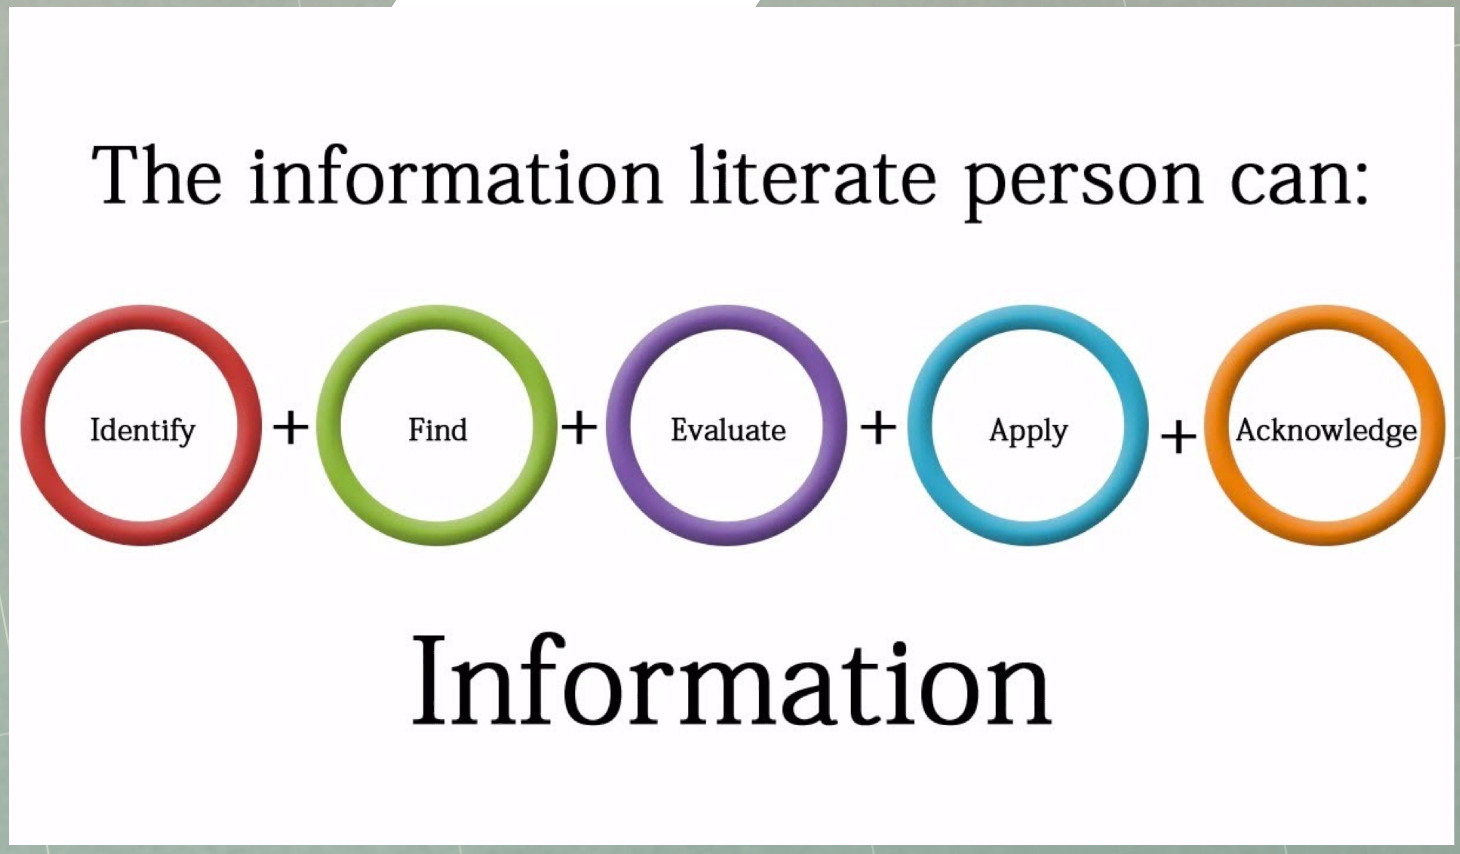 The information literate person can:
Identify + Find + Evaluate + Apply + Acknowledge
Information